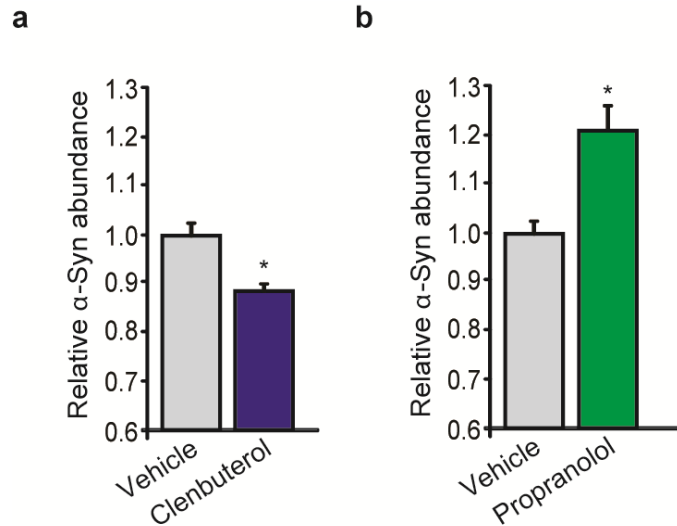 a
Relative α-Syn abundance
1.3
1.2
1.1
1.0
0.9
0.8
0.7
0.6
*
Vehicle
Clenbuterol
b
Relative α-Syn abundance
1.3
1.2
1.1
1.0
0.9
0.8
0.7
0.6
*
Vehicle
Propranolol